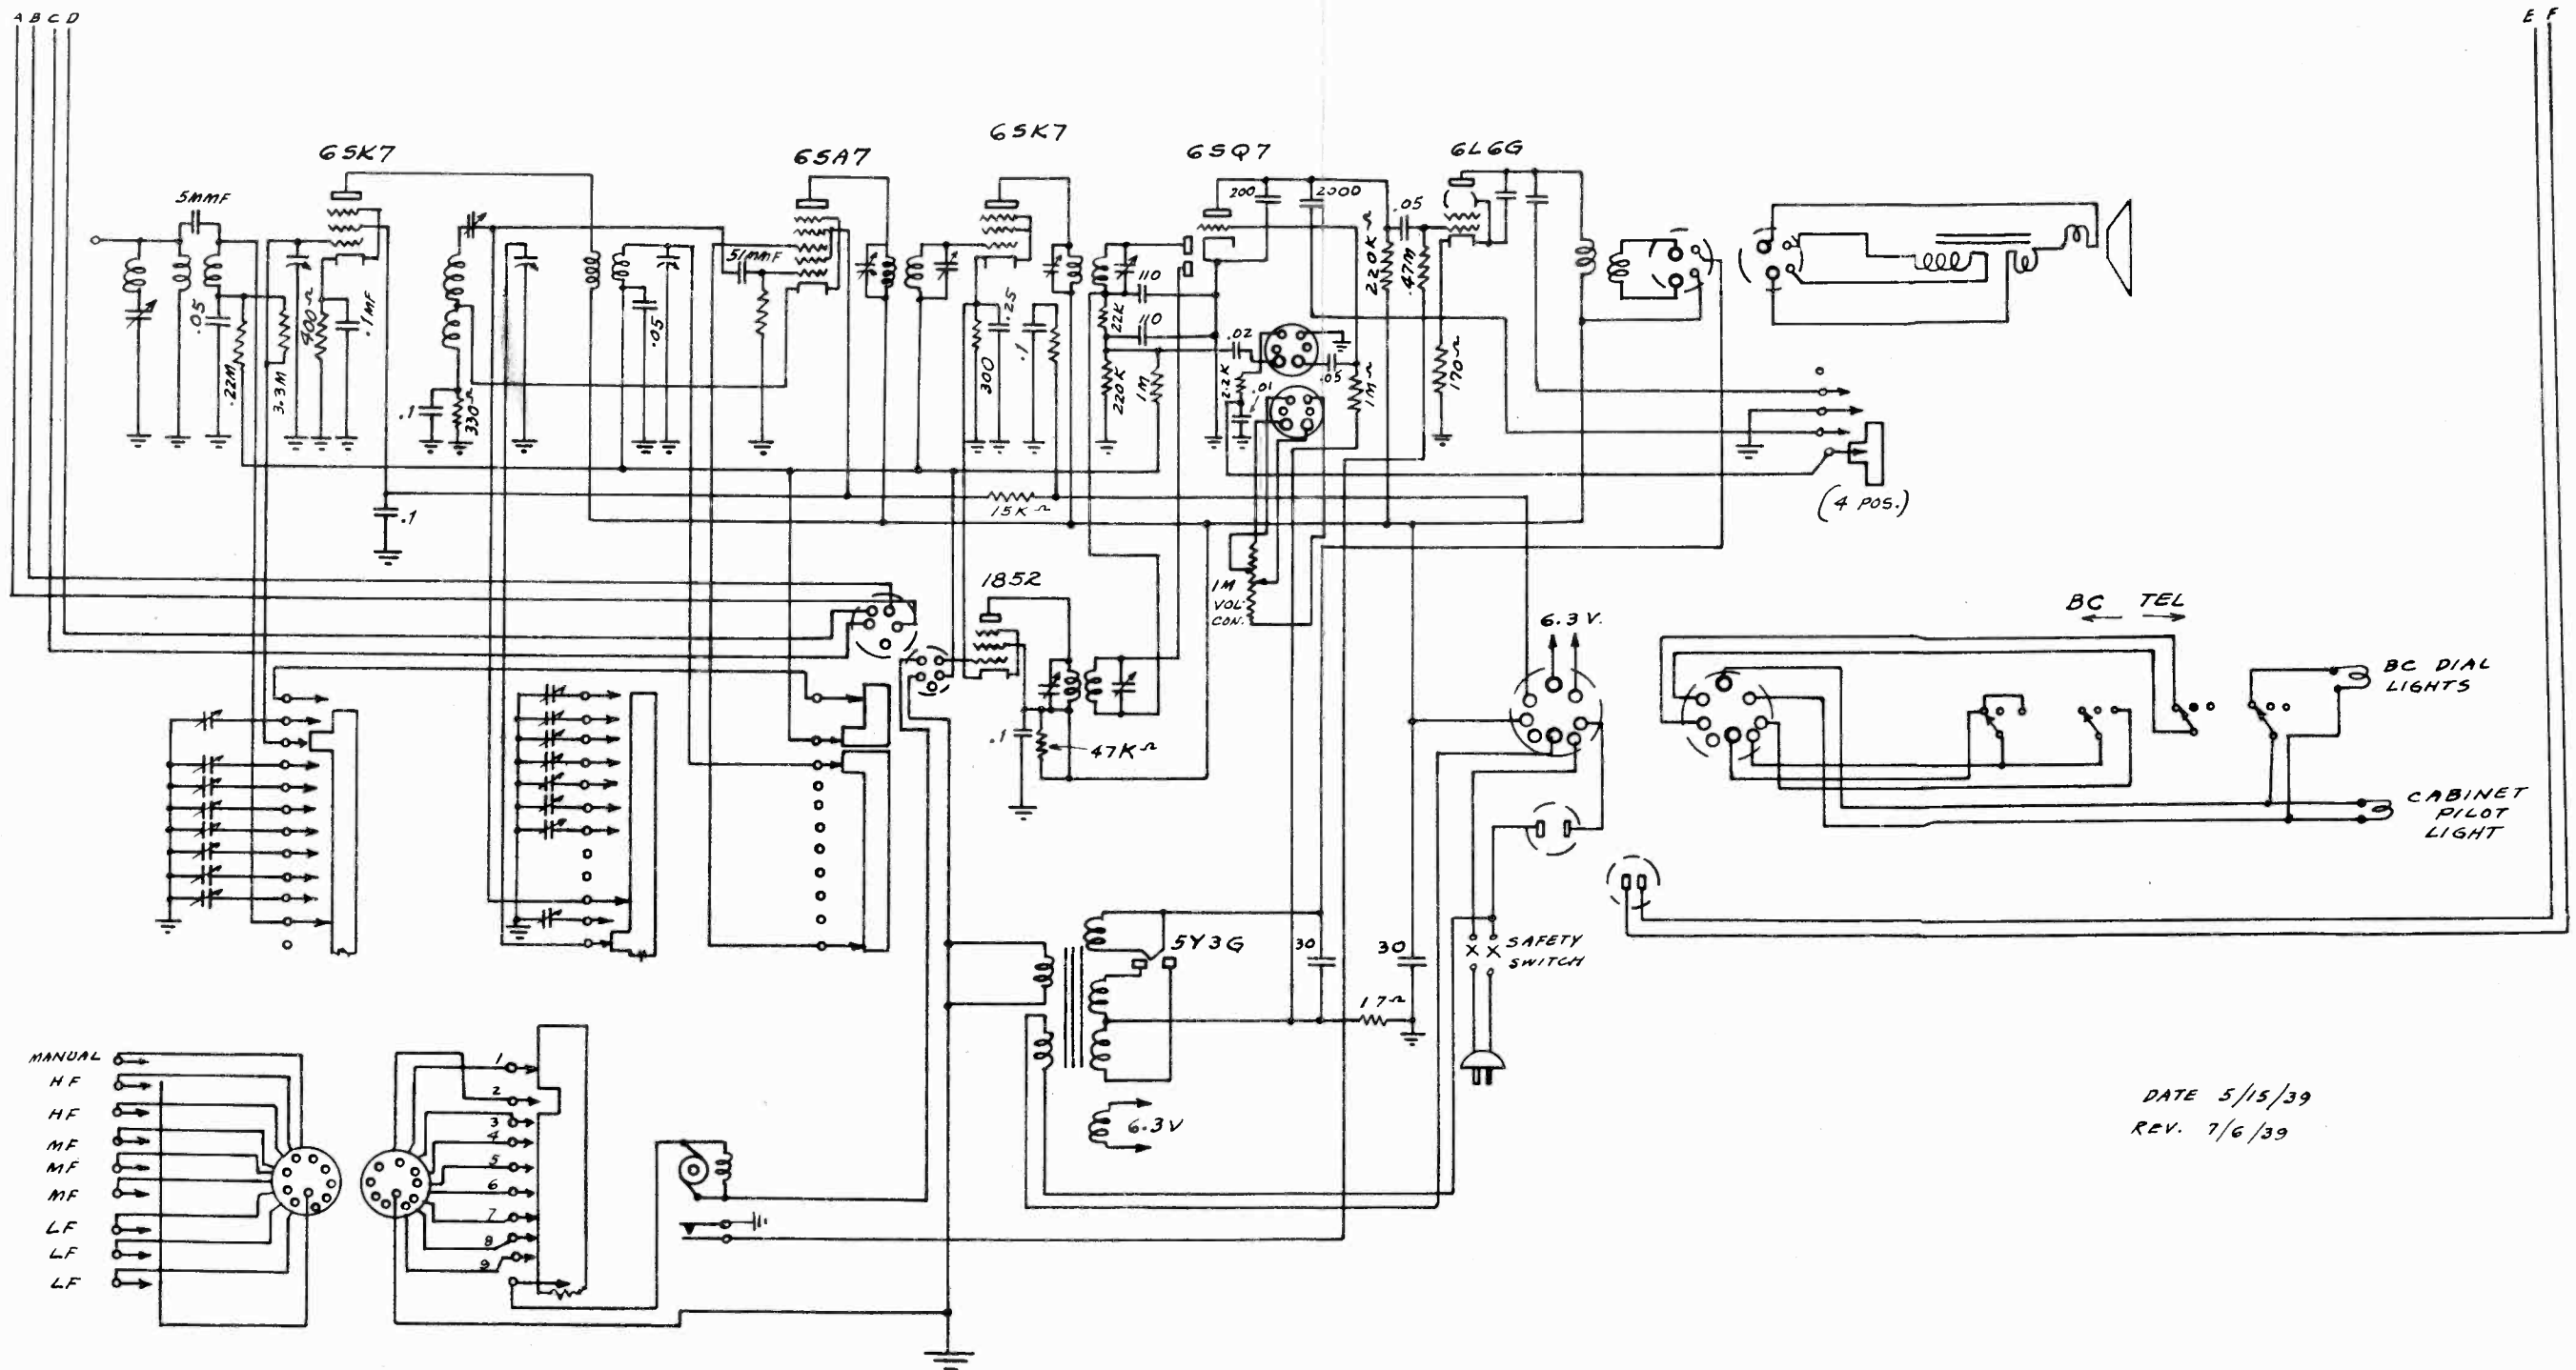 A B C D
E F
6SK7
6SA7
6SK7
6SQ7
6L6G
5MMF
200
2000
.05
51MMF
220K Ω
.47M
110
.05
.22M
3.3M
400 Ω
.1MF
.05
300
.25
.1
22K
110
.02
.05
2.2K
.01
220K
1M
1M Ω
170 Ω
.1
330 Ω
.1
15K Ω
(4 POS.)
1852
1M
VOL.
CON.
6.3 V.
BC TEL
BC DIAL
LIGHTS
.1
47K Ω
CABINET
PILOT
LIGHT
5Y3G
30
30
SAFETY
SWITCH
17 Ω
6.3V
MANUAL
HF
HF
MF
MF
MF
LF
LF
LF
1
2
3
4
5
6
7
8
9
DATE 5/15/39
REV. 7/6/39